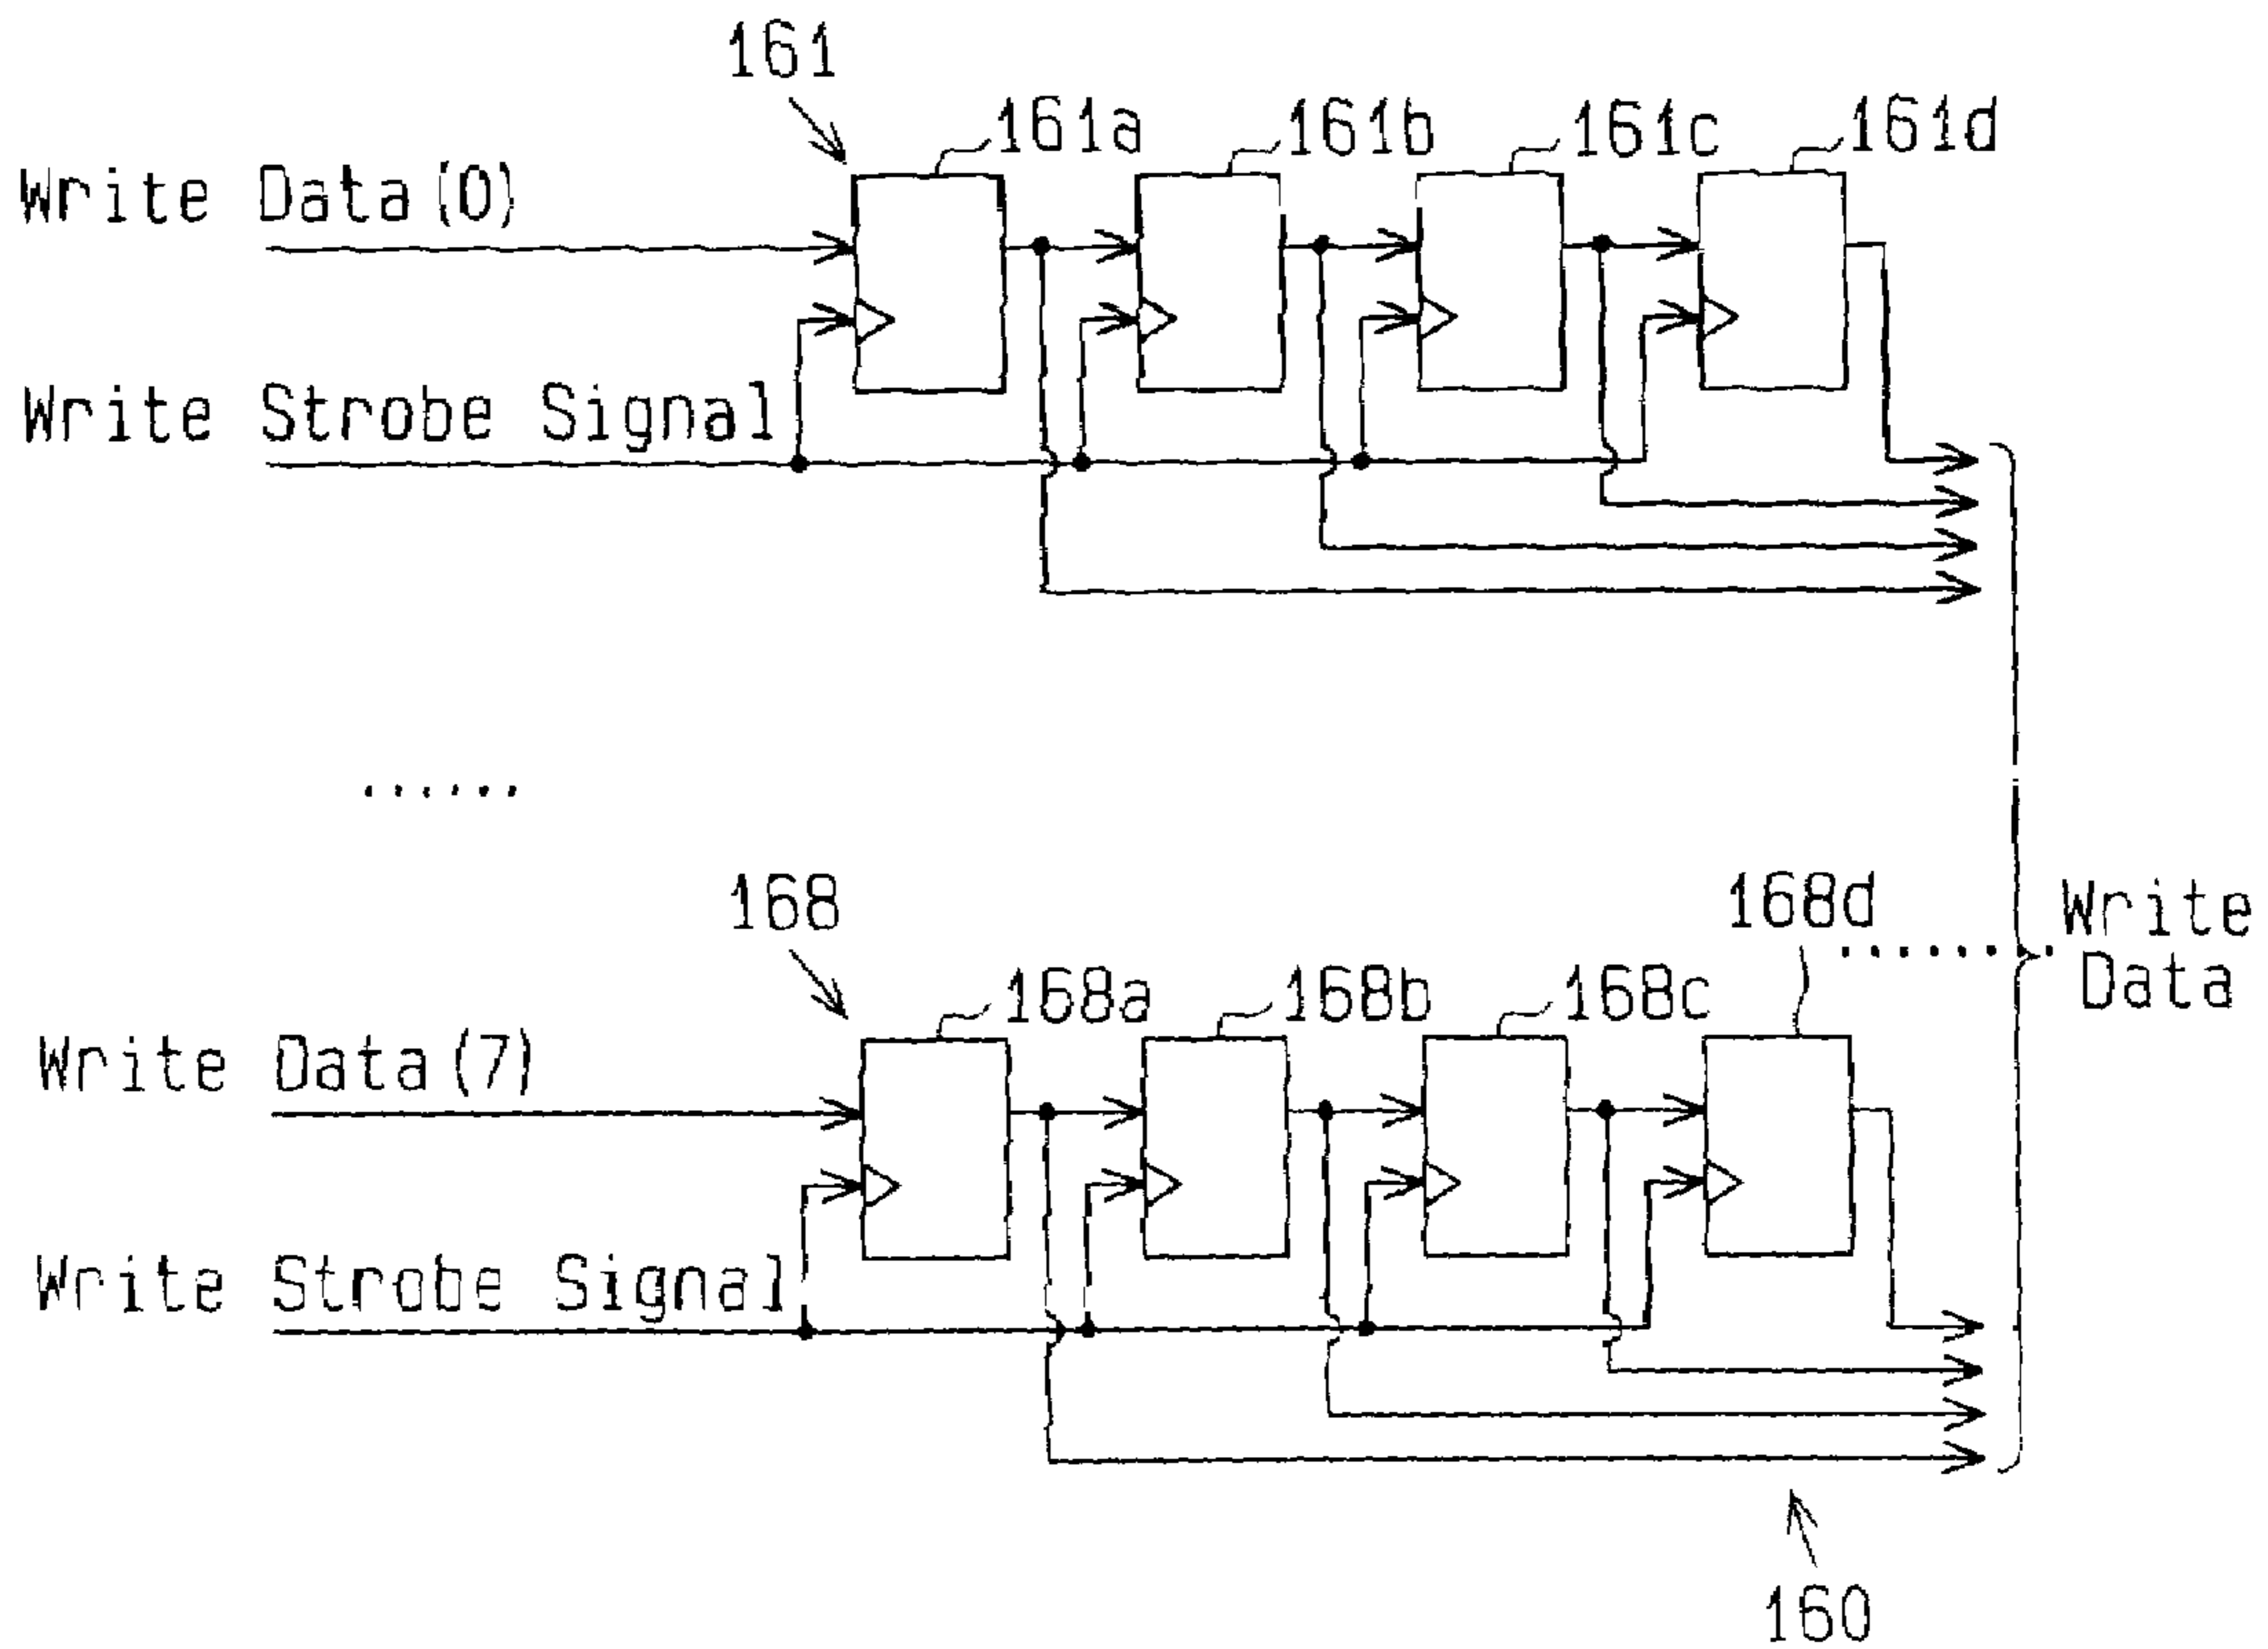 161
161a
161b
161c
161d
Write Data(0)
Write Strobe Signal
......
168
168d
Write
Data
168a
168b
168c
Write Data(7)
Write Strobe Signal
160